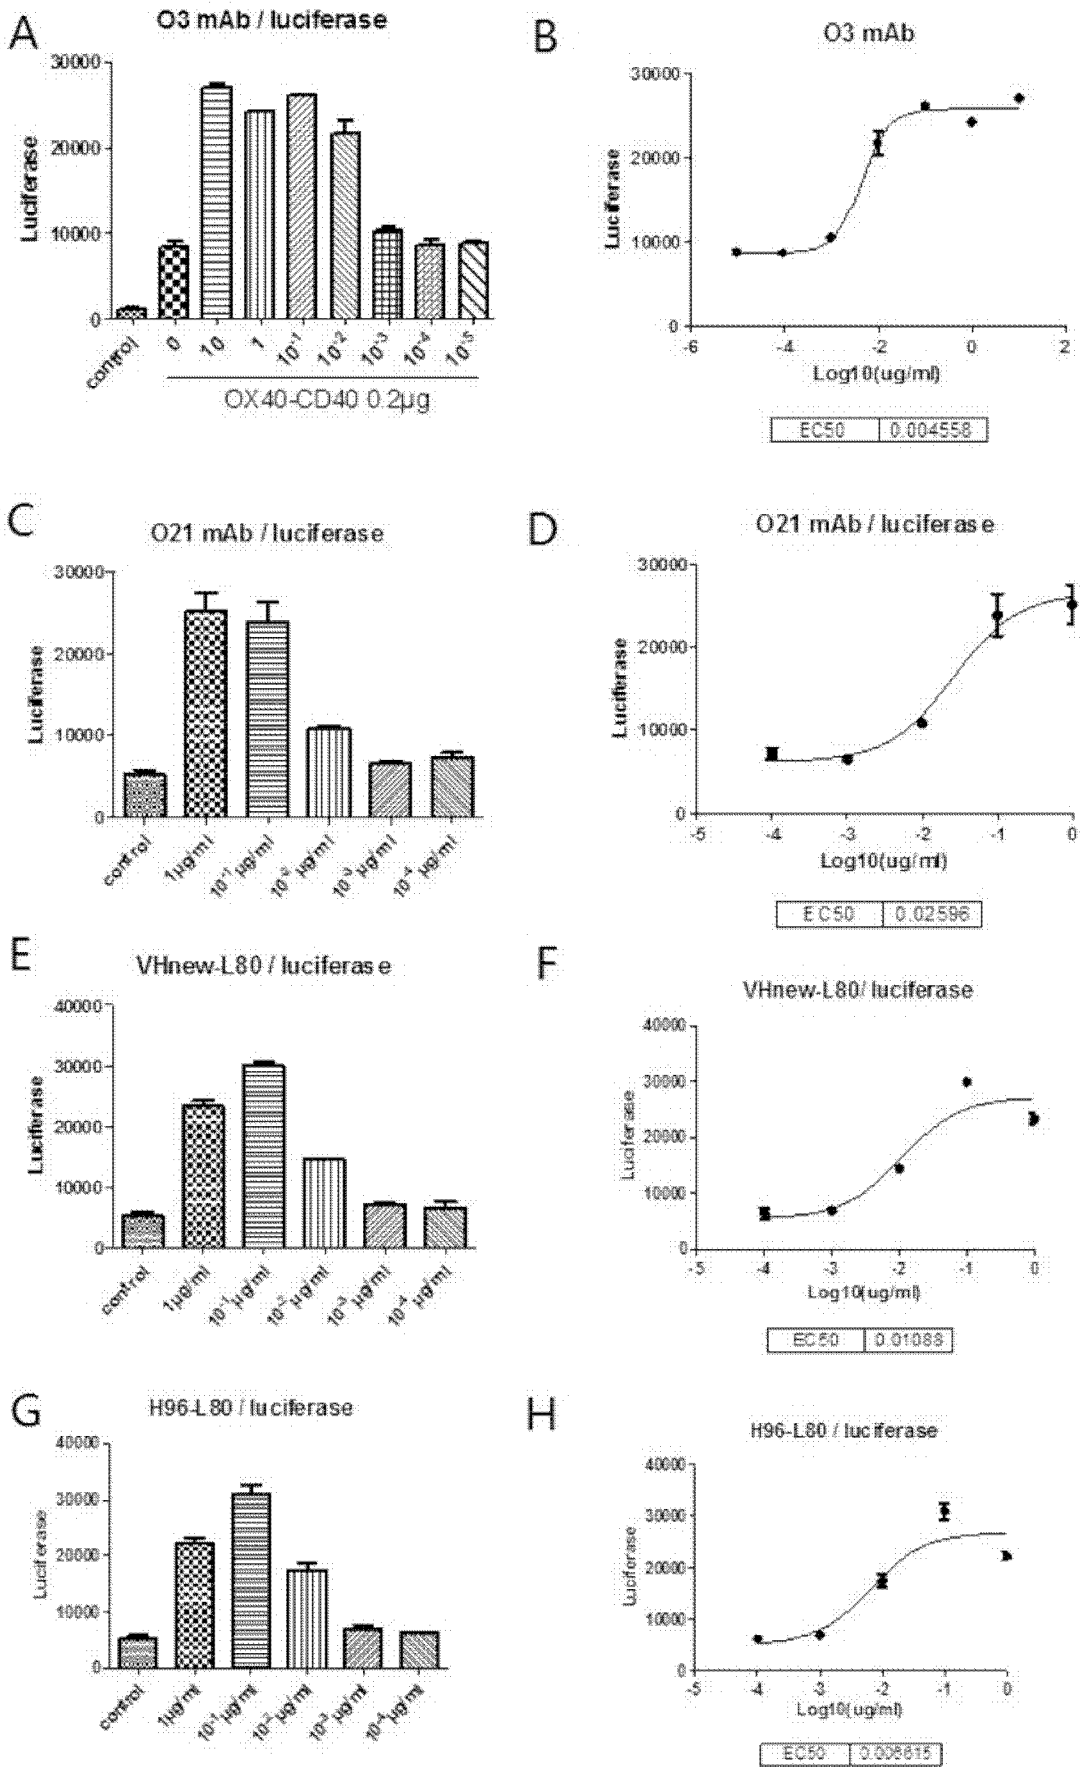 A
O3 mAb / luciferase
Luciferase
30000
20000
10000
0
control
0
10
1
10-1
10-2
10-3
10-4
10-5
OX40-CD40 0.2µg
B
O3 mAb
Luciferase
30000
20000
10000
0
-6
-4
-2
0
2
Log10(ug/ml)
EC50 0.004558
C
O21 mAb / luciferase
Luciferase
30000
20000
10000
0
control
1µg/ml
10-1 µg/ml
10-2 µg/ml
10-3 µg/ml
10-4 µg/ml
D
O21 mAb / luciferase
Luciferase
30000
20000
10000
0
-5
-4
-3
-2
-1
0
Log10(ug/ml)
EC50 0.02596
E
VHnew-L80 / luciferase
Luciferase
40000
30000
20000
10000
0
control
1µg/ml
10-1 µg/ml
10-2 µg/ml
10-3 µg/ml
10-4 µg/ml
F
VHnew-L80/ luciferase
Luciferase
40000
30000
20000
10000
0
-5
-4
-3
-2
-1
0
Log10(ug/ml)
EC50 0.01088
G
H96-L80 / luciferase
Luciferase
40000
30000
20000
10000
0
control
1µg/ml
10-1 µg/ml
10-2 µg/ml
10-3 µg/ml
10-4 µg/ml
H
H96-L80 / luciferase
Luciferase
40000
30000
20000
10000
0
-5
-4
-3
-2
-1
0
Log10(ug/ml)
EC50